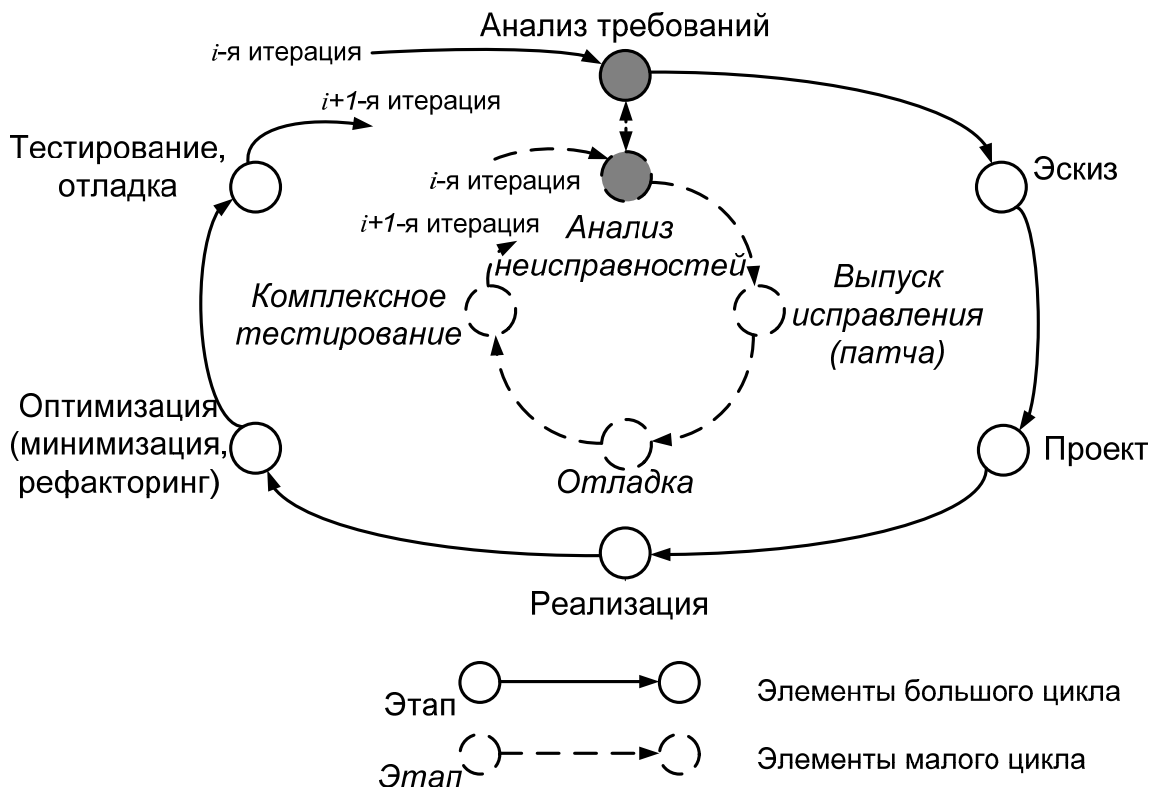 Анализ требований
i-я итерация
i+1-я итерация
Тестирование,
отладка
Эскиз
i-я итерация
i+1-я итерация
Анализ
неисправностей
Выпуск
исправления
(патча)
Комплексное
тестирование
Оптимизация
(минимизация,
рефакторинг)
Проект
Отладка
Реализация
Этап
Элементы большого цикла
Этап
Элементы малого цикла